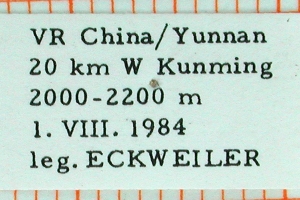 VR China/Yunnan
20 km W Kunming
2000-2200 m
1. VIII. 1984
leg. ECKWEILER